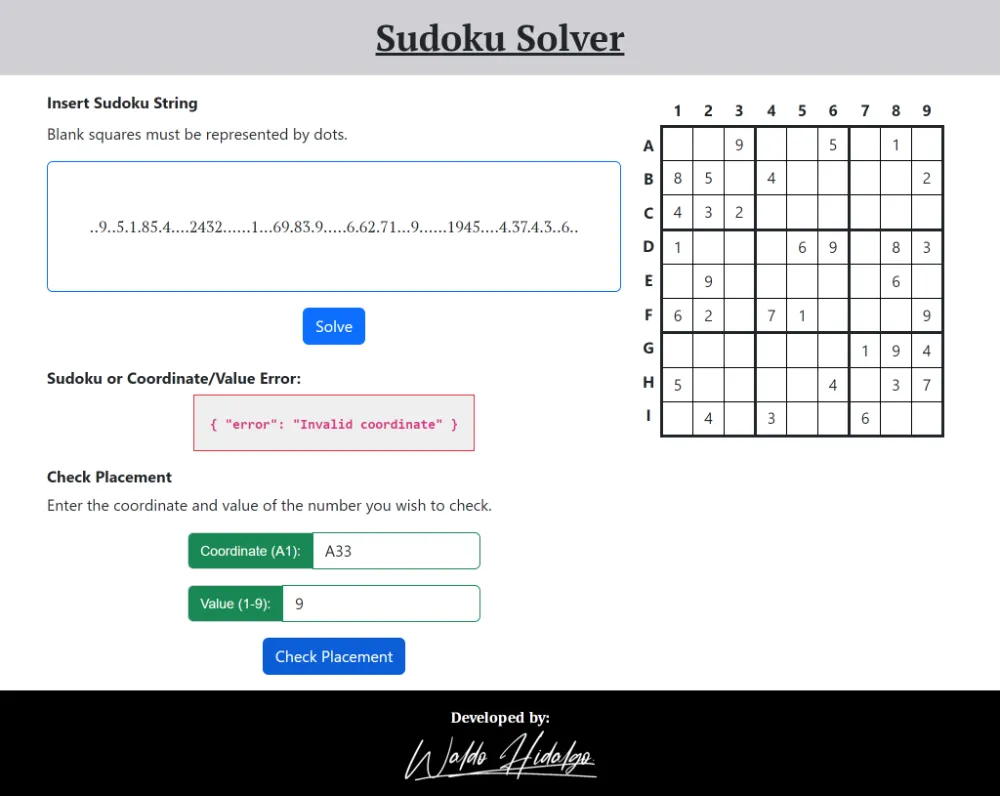 Sudoku Solver
Insert Sudoku String
Blank squares must be represented by dots.
..9..5.1.85.4....2432......1...69.83.9.....6.62.71...9......1945....4.37.4.3..6..
Solve
Sudoku or Coordinate/Value Error:
{ "error": "Invalid coordinate" }
Check Placement
Enter the coordinate and value of the number you wish to check.
Coordinate (A1): A33
Value (1-9): 9
Check Placement
1 2 3 4 5 6 7 8 9
A 9 5 1
B 8 5 4 2
C 4 3 2
D 1 6 9 8 3
E 9 6
F 6 2 7 1 9
G 1 9 4
H 5 4 3 7
I 4 3 6
Developed by:
Waldo Hidalgo